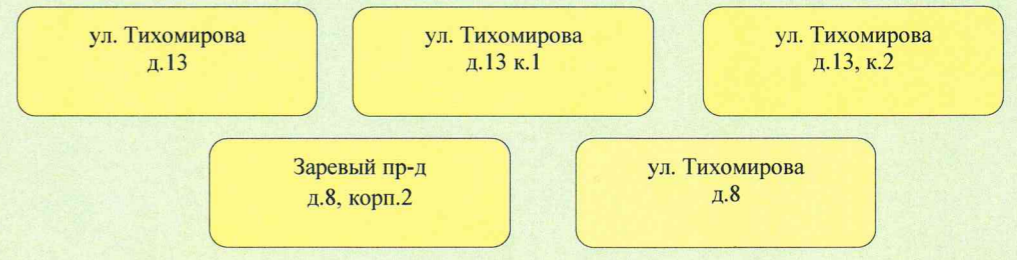 ул. Тихомирова
д.13
ул. Тихомирова
д.13 к.1
ул. Тихомирова
д.13, к.2
Заревый пр-д
д.8, корп.2
ул. Тихомирова
д.8